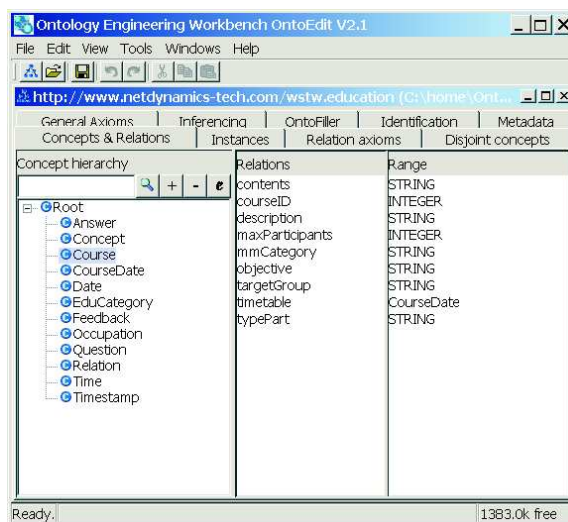 Ontology Engineering Workbench OntoEdit V2.1
File Edit View Tools Windows Help
http://www.netdynamics-tech.com/wstw.education (C:\home\Ont...
General Axioms Inferencing OntoFiller Identification Metadata
Concepts & Relations Instances Relation axioms Disjoint concepts
Concept hierarchy Relations Range
+ - e
contents STRING
courseID INTEGER
description STRING
maxParticipants INTEGER
mmCategory STRING
objective STRING
targetGroup STRING
timetable CourseDate
typePart STRING
Root
Answer
Concept
Course
CourseDate
Date
EduCategory
Feedback
Occupation
Question
Relation
Time
Timestamp
Ready. 1383.0k free